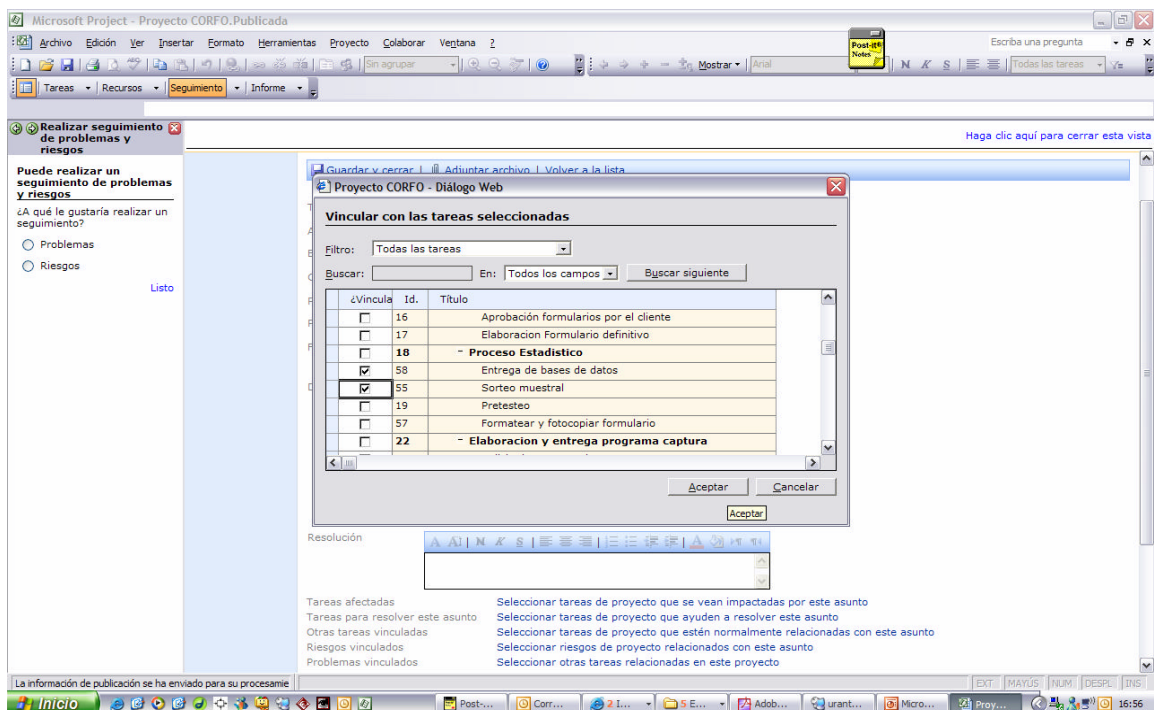 Microsoft Project - Proyecto CORFO.Publicada
Archivo Edición Ver Insertar Formato Herramientas Proyecto Colaborar Ventana ? Escriba una pregunta
Post-it® Notes
Sin agrupar Mostrar Arial N K S Todas las tareas
Tareas Recursos Seguimiento Informe
Realizar seguimiento de problemas y riesgos
Haga clic aquí para cerrar esta vista
Puede realizar un
seguimiento de problemas
y riesgos
¿A qué le gustaría realizar un
seguimiento?
Problemas
Riesgos
Listo
Guardar y cerrar | Adjuntar archivo | Volver a la lista
Proyecto CORFO - Diálogo Web
Vincular con las tareas seleccionadas
Filtro: Todas las tareas
Buscar: En: Todos los campos Buscar siguiente
¿Vincula Id. Título
16 Aprobación formularios por el cliente
17 Elaboracion Formulario definitivo
18 - Proceso Estadistico
58 Entrega de bases de datos
55 Sorteo muestral
19 Pretesteo
57 Formatear y fotocopiar formulario
22 - Elaboracion y entrega programa captura
Aceptar Cancelar
Aceptar
Resolución
A A N K S A
Tareas afectadas Seleccionar tareas de proyecto que se vean impactadas por este asunto
Tareas para resolver este asunto Seleccionar tareas de proyecto que ayuden a resolver este asunto
Otras tareas vinculadas Seleccionar tareas de proyecto que estén normalmente relacionadas con este asunto
Riesgos vinculados Seleccionar riesgos de proyecto relacionados con este asunto
Problemas vinculados Seleccionar otras tareas relacionadas en este proyecto
La información de publicación se ha enviado para su procesamie EXT MAYÚS NUM DESPL INS
Inicio Post-... Corr... 2 I... 5 E... Adob... urant... Micro... Proy... 16:56